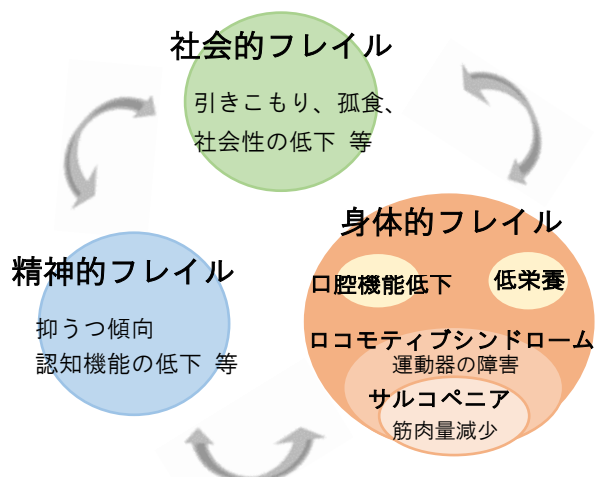 社会的フレイル
引きこもり、孤食、
社会性の低下 等
精神的フレイル
抑うつ傾向
認知機能の低下 等
身体的フレイル
口腔機能低下
低栄養
ロコモティブシンドローム
運動器の障害
サルコペニア
筋肉量減少